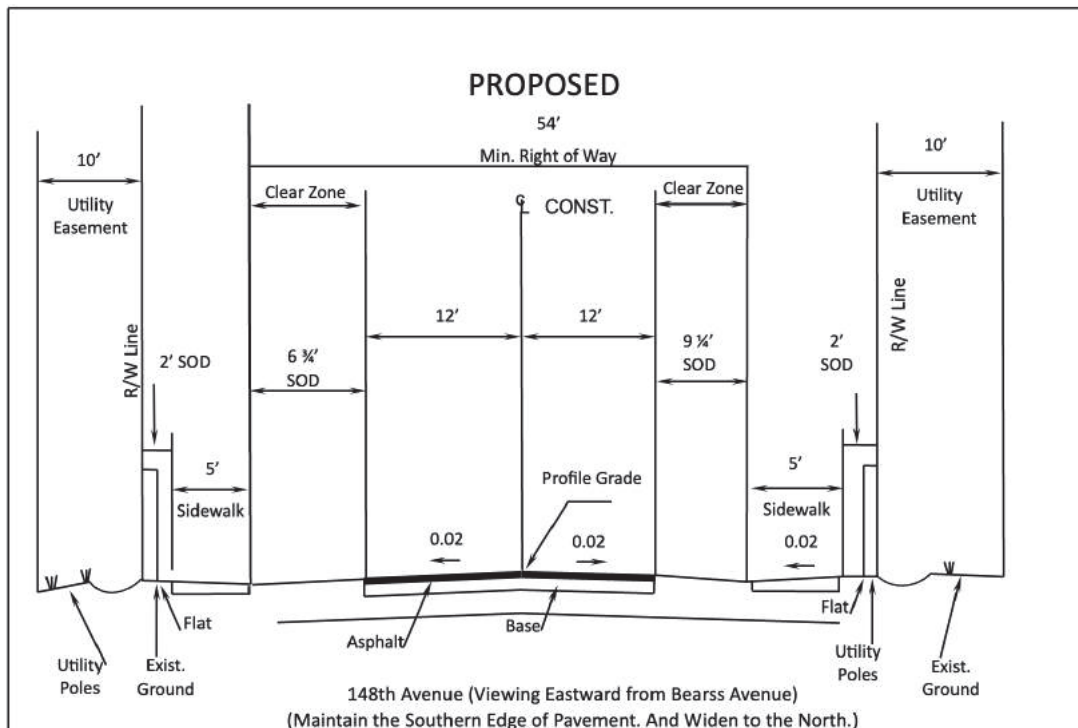 PROPOSED
54’
Min. Right of Way
10’
Utility
Easement
Clear Zone
℄ CONST.
Clear Zone
10’
Utility
Easement
R/W Line
R/W Line
12’
12’
2’ SOD
6 ¾’
SOD
9 ¼’
SOD
2’
SOD
5’
Sidewalk
Profile Grade
5’
Sidewalk
0.02
0.02
0.02
Flat
Asphalt
Base
Flat
Utility
Poles
Exist.
Ground
Utility
Poles
Exist.
Ground
148th Avenue (Viewing Eastward from Bearss Avenue)
(Maintain the Southern Edge of Pavement. And Widen to the North.)